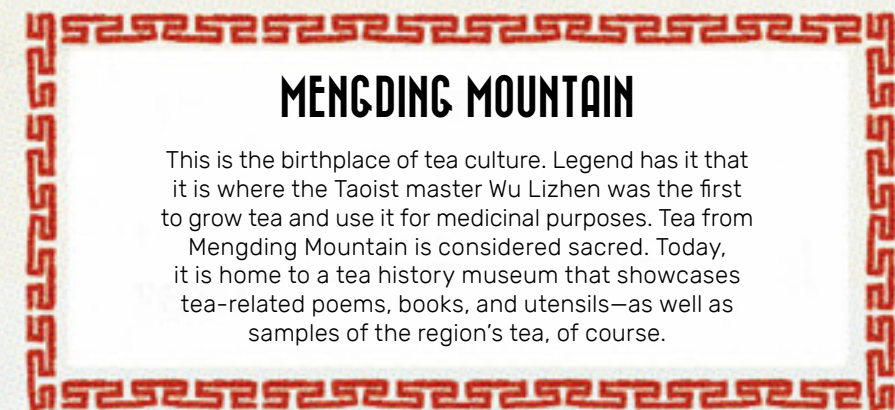 MENGDING MOUNTAIN
This is the birthplace of tea culture. Legend has it that
it is where the Taoist master Wu Lizhen was the first
to grow tea and use it for medicinal purposes. Tea from
Mengding Mountain is considered sacred. Today,
it is home to a tea history museum that showcases
tea-related poems, books, and utensils—as well as
samples of the region’s tea, of course.